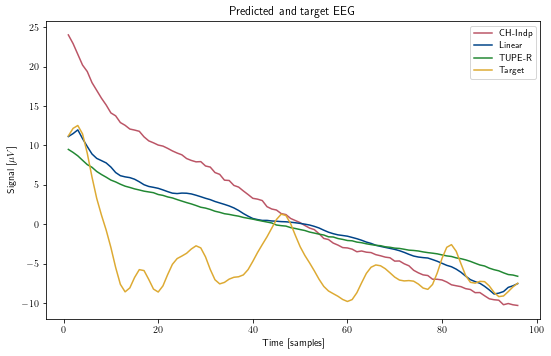 Predicted and target EEG
CH-Indp
Linear
TUPE-R
Target
Signal [μV]
25
20
15
10
5
0
−5
−10
0 20 40 60 80 100
Time [samples]